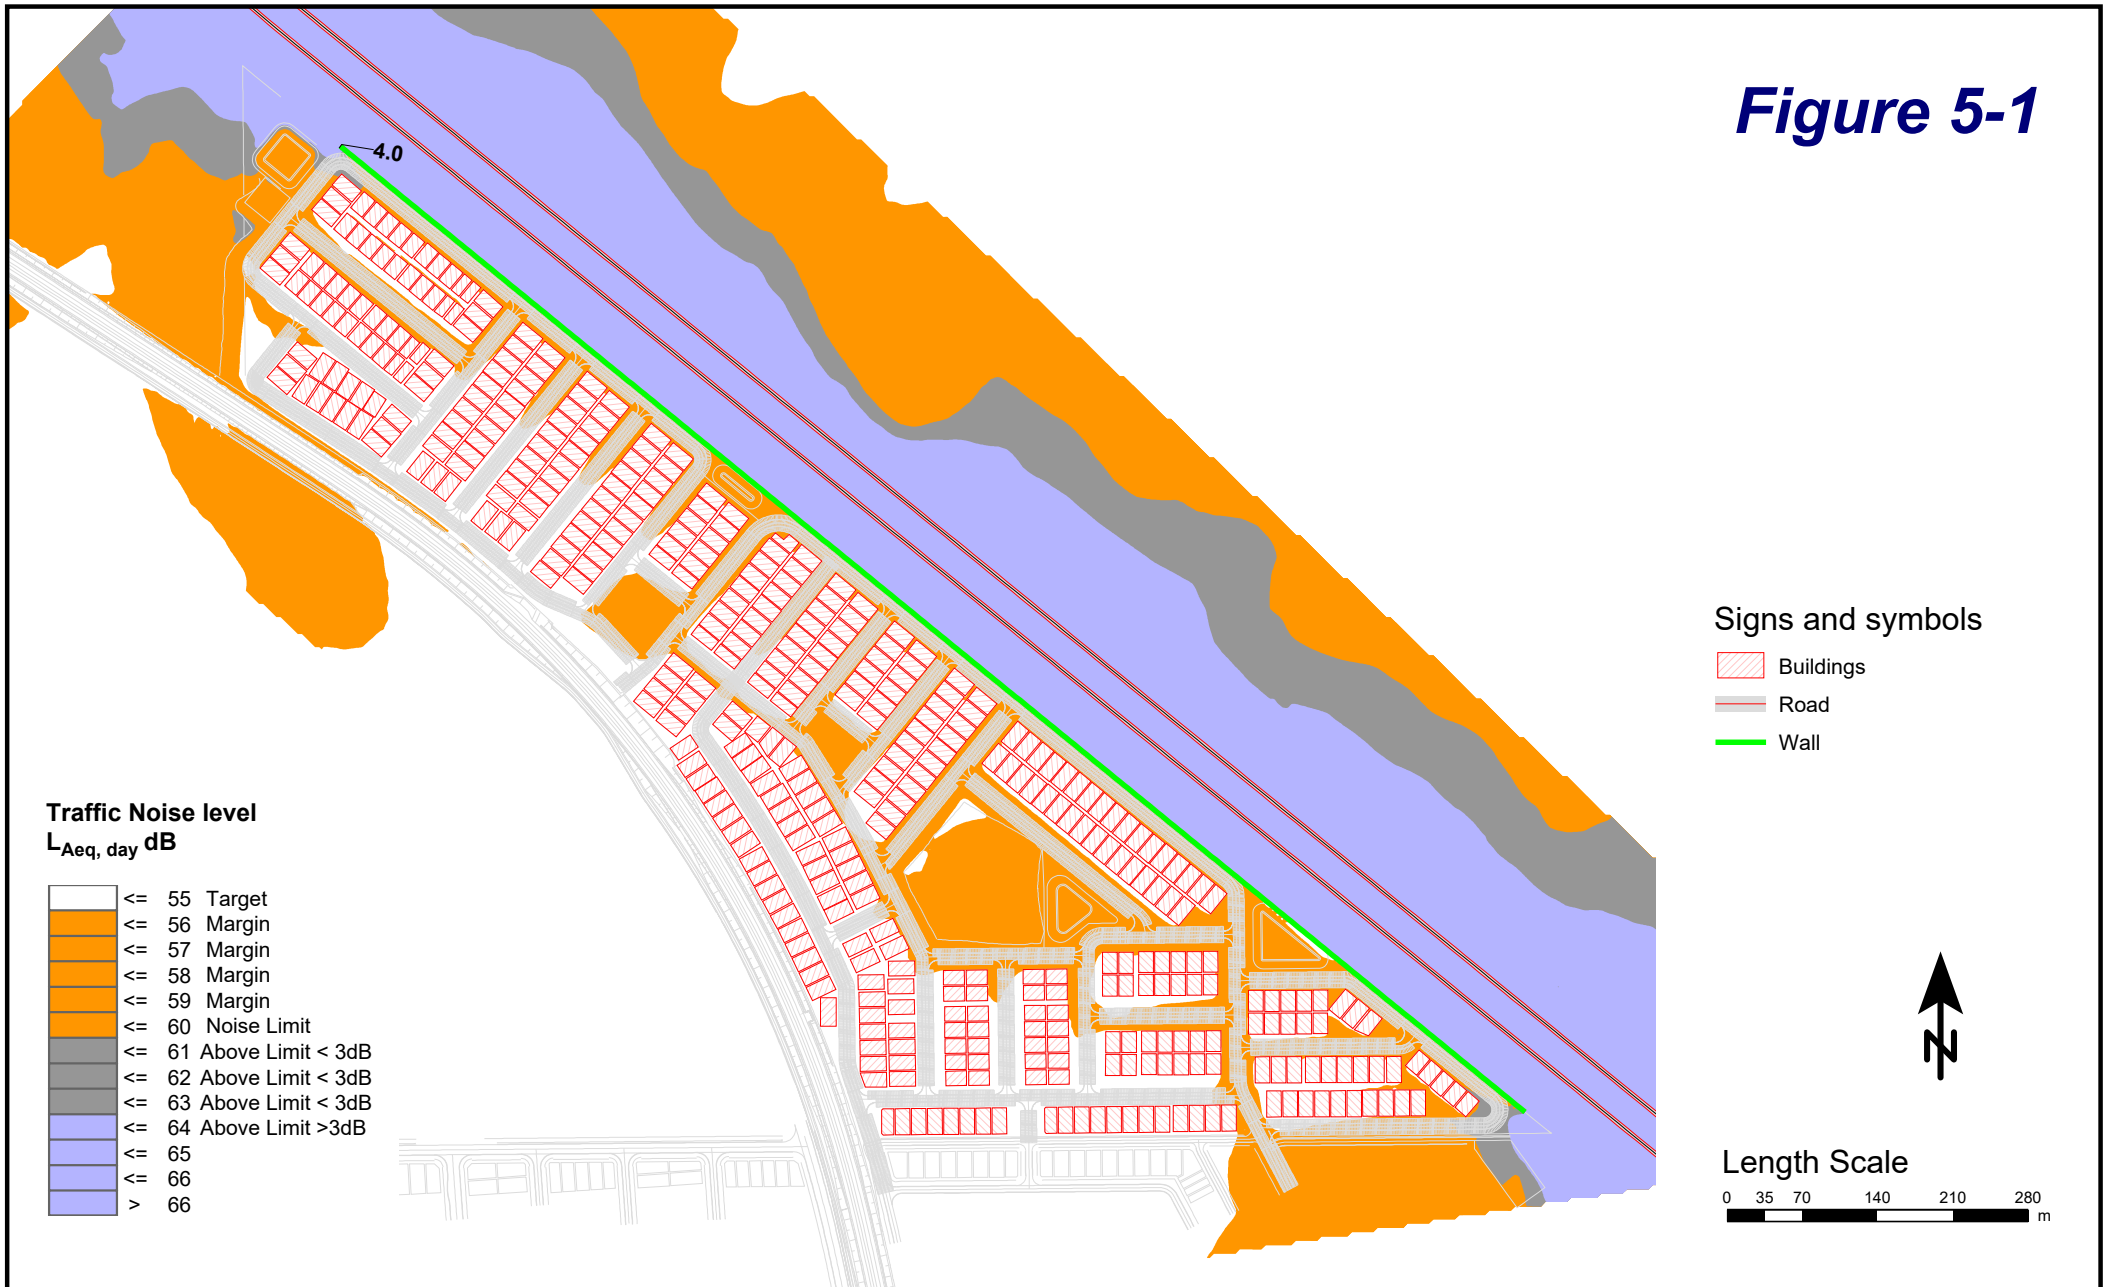 Figure 5-1
4.0
Signs and symbols
Buildings
Road
Wall
Traffic Noise level
LAeq, day dB
<= 55 Target
<= 56 Margin
<= 57 Margin
<= 58 Margin
<= 59 Margin
<= 60 Noise Limit
<= 61 Above Limit < 3dB
<= 62 Above Limit < 3dB
<= 63 Above Limit < 3dB
<= 64 Above Limit >3dB
<= 65
<= 66
> 66
N
Length Scale
0 35 70 140 210 280
m